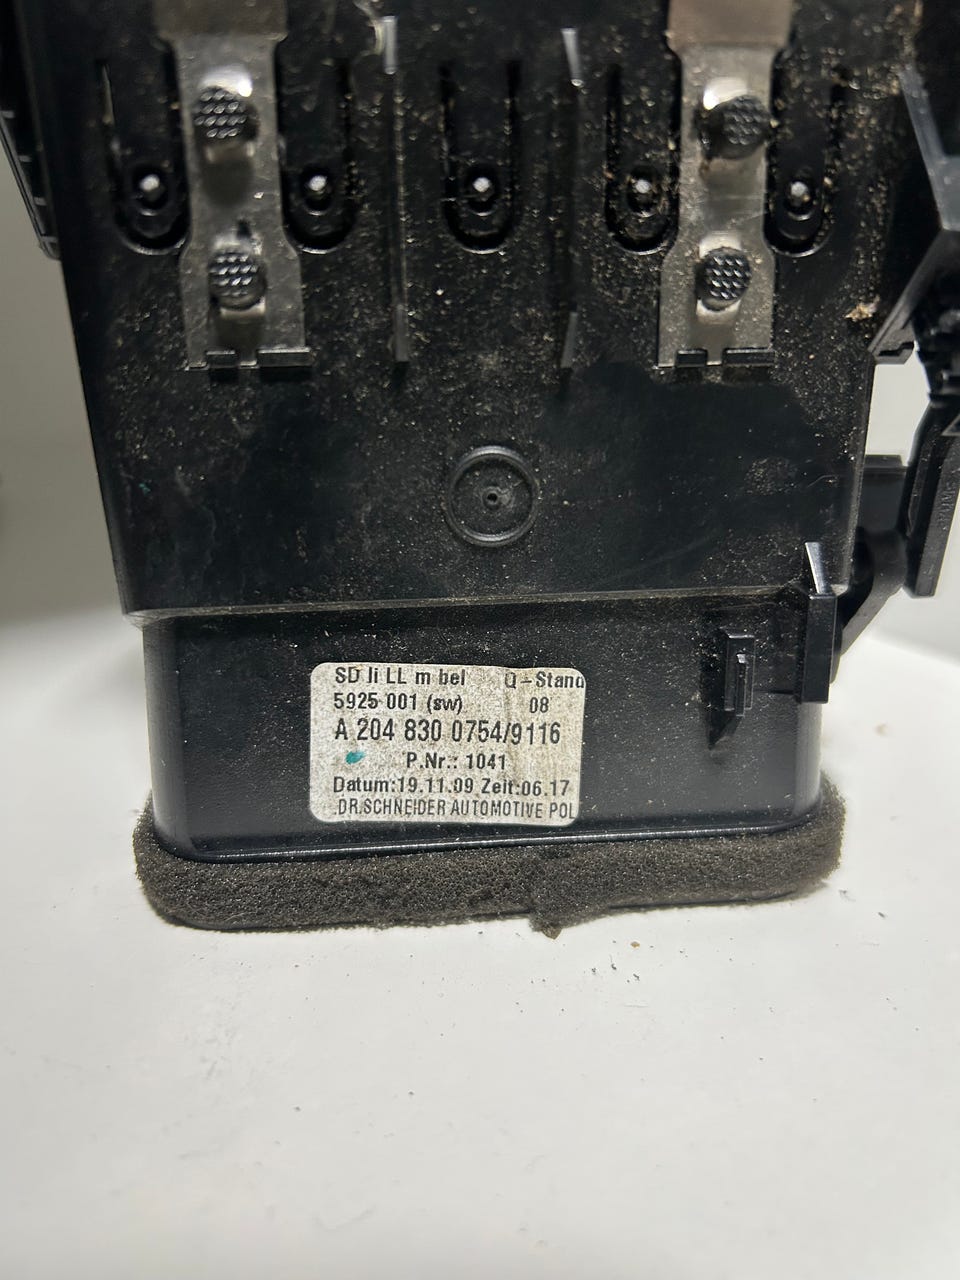 SD li LL m bel Q-Stand
5925 001 (sw) 08
A 204 830 0754/9116
P.Nr.: 1041
Datum:19.11.09 Zeit:06.17
DR.SCHNEIDER AUTOMOTIVE POL